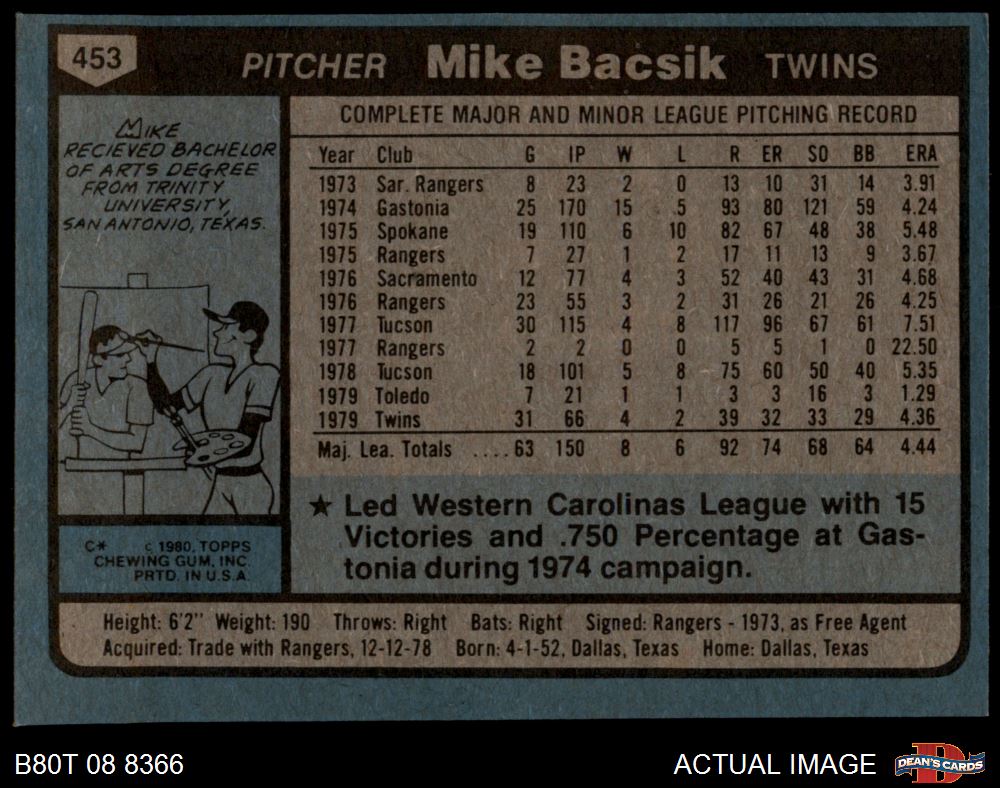 453 PITCHER Mike Bacsik TWINS
MIKE
RECIEVED BACHELOR
OF ARTS DEGREE
FROM TRINITY
UNIVERSITY,
SAN ANTONIO, TEXAS.
COMPLETE MAJOR AND MINOR LEAGUE PITCHING RECORD
Year Club G IP W L R ER SO BB ERA
1973 Sar. Rangers 8 23 2 0 13 10 31 14 3.91
1974 Gastonia 25 170 15 5 93 80 121 59 4.24
1975 Spokane 19 110 6 10 82 67 48 38 5.48
1975 Rangers 7 27 1 2 17 11 13 9 3.67
1976 Sacramento 12 77 4 3 52 40 43 31 4.68
1976 Rangers 23 55 3 2 31 26 21 26 4.25
1977 Tucson 30 115 4 8 117 96 67 61 7.51
1977 Rangers 2 2 0 0 5 5 1 0 22.50
1978 Tucson 18 101 5 8 75 60 50 40 5.35
1979 Toledo 7 21 1 1 3 3 16 3 1.29
1979 Twins 31 66 4 2 39 32 33 29 4.36
Maj. Lea. Totals ....63 150 8 6 92 74 68 64 4.44
★ Led Western Carolinas League with 15
Victories and .750 Percentage at Gas-
tonia during 1974 campaign.
C* © 1980, TOPPS
CHEWING GUM, INC.
PRTD. IN U.S.A.
Height: 6'2" Weight: 190 Throws: Right Bats: Right Signed: Rangers - 1973, as Free Agent
Acquired: Trade with Rangers, 12-12-78 Born: 4-1-52, Dallas, Texas Home: Dallas, Texas
B80T 08 8366
ACTUAL IMAGE
D
DEAN'S CARDS